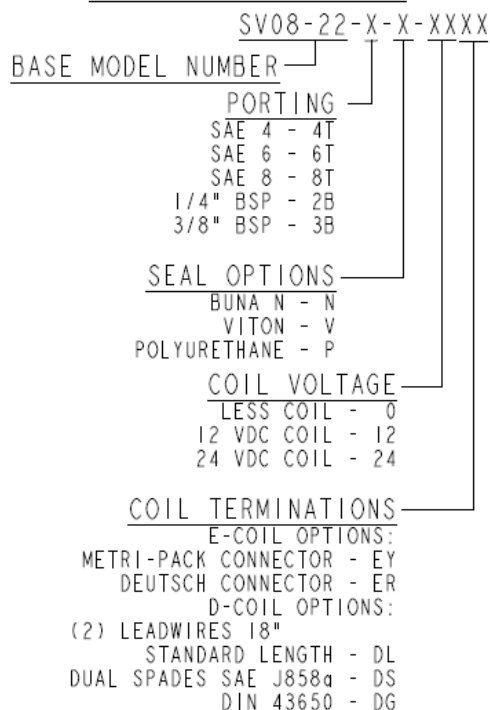 SV08-22-X-X-XXXX
BASE MODEL NUMBER
PORTING
SAE 4 - 4T
SAE 6 - 6T
SAE 8 - 8T
1/4" BSP - 2B
3/8" BSP - 3B
SEAL OPTIONS
BUNA N - N
VITON - V
POLYURETHANE - P
COIL VOLTAGE
LESS COIL - 0
12 VDC COIL - 12
24 VDC COIL - 24
COIL TERMINATIONS
E-COIL OPTIONS:
METRI-PACK CONNECTOR - EY
DEUTSCH CONNECTOR - ER
D-COIL OPTIONS:
(2) LEADWIRES 18"
STANDARD LENGTH - DL
DUAL SPADES SAE J858a - DS
DIN 43650 - DG